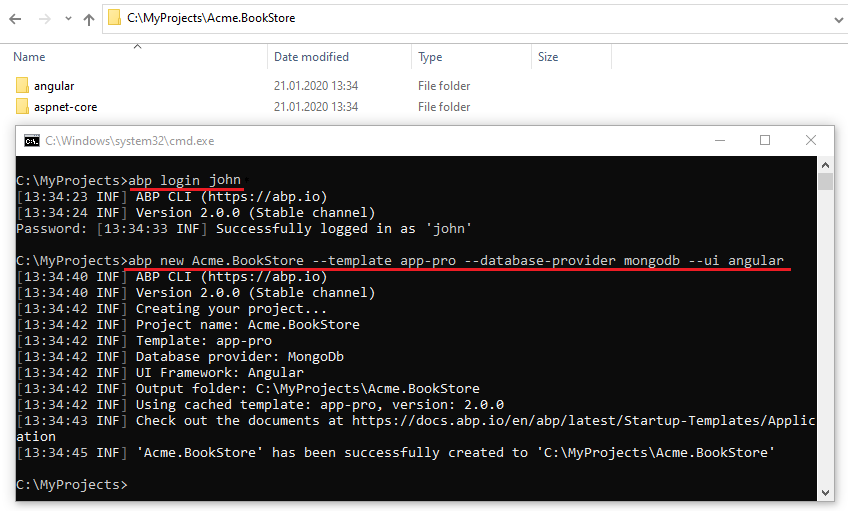 C:\MyProjects\Acme.BookStore
Name Date modified Type Size
angular 21.01.2020 13:34 File folder
aspnet-core 21.01.2020 13:34 File folder
C:\Windows\system32\cmd.exe
C:\MyProjects>abp login john
[13:34:23 INF] ABP CLI (https://abp.io)
[13:34:24 INF] Version 2.0.0 (Stable channel)
Password: [13:34:33 INF] Successfully logged in as 'john'
C:\MyProjects>abp new Acme.BookStore --template app-pro --database-provider mongodb --ui angular
[13:34:40 INF] ABP CLI (https://abp.io)
[13:34:40 INF] Version 2.0.0 (Stable channel)
[13:34:42 INF] Creating your project...
[13:34:42 INF] Project name: Acme.BookStore
[13:34:42 INF] Template: app-pro
[13:34:42 INF] Database provider: MongoDb
[13:34:42 INF] UI Framework: Angular
[13:34:42 INF] Output folder: C:\MyProjects\Acme.BookStore
[13:34:42 INF] Using cached template: app-pro, version: 2.0.0
[13:34:43 INF] Check out the documents at https://docs.abp.io/en/abp/latest/Startup-Templates/Applic
ation
[13:34:45 INF] 'Acme.BookStore' has been successfully created to 'C:\MyProjects\Acme.BookStore'
C:\MyProjects>